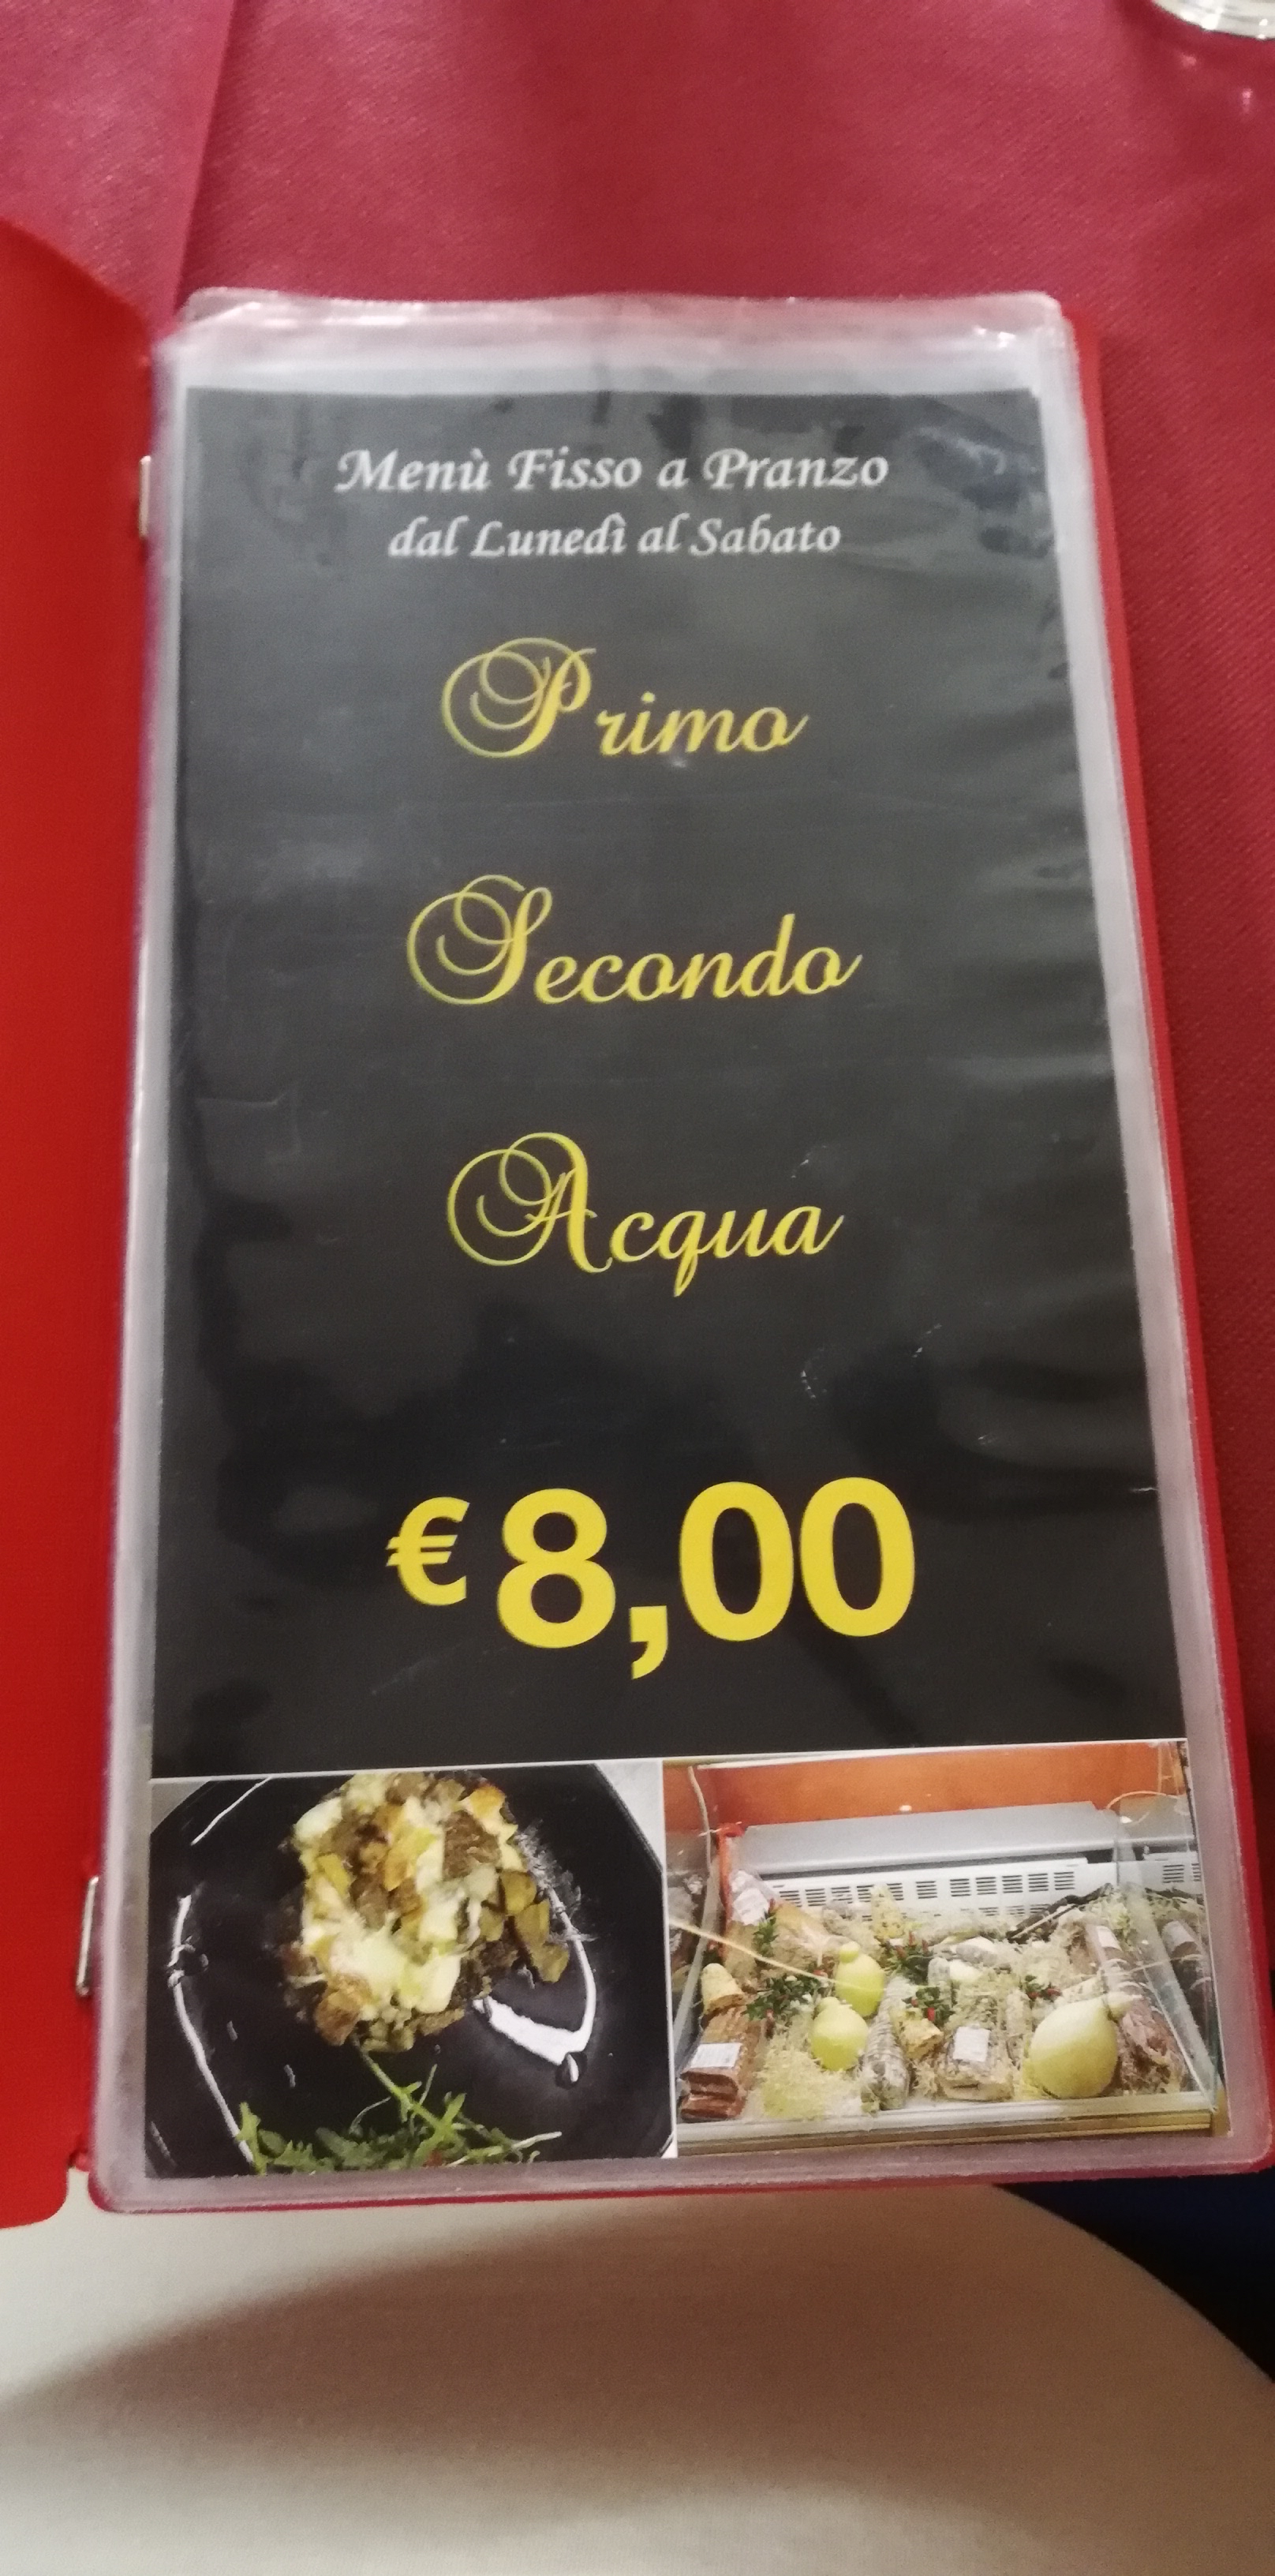 Menù Fisso a Pranzo
dal Lunedì al Sabato
Primo
Secondo
Acqua
€ 8,00